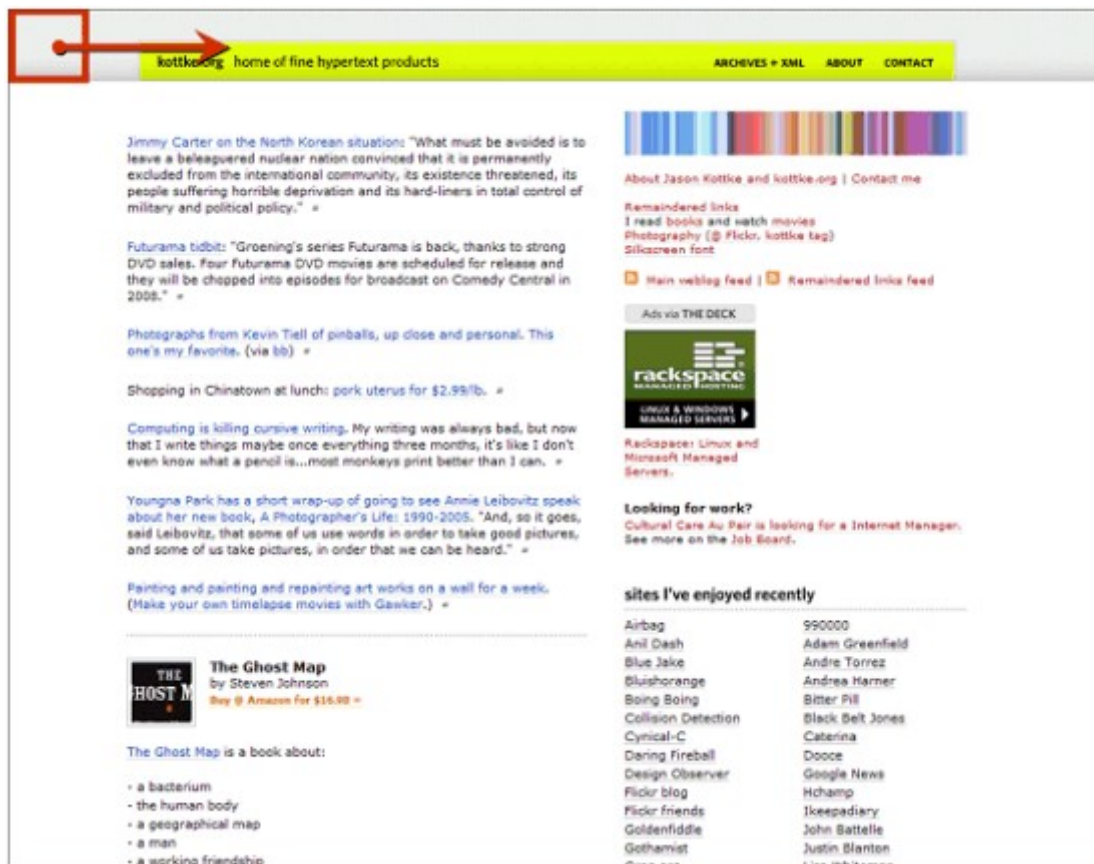 kottke.org home of fine hypertext products
ARCHIVES + XML ABOUT CONTACT
Jimmy Carter on the North Korean situation: "What must be avoided is to
leave a beleaguered nuclear nation convinced that it is permanently
excluded from the international community, its existence threatened, its
people suffering horrible deprivation and its hard-liners in total control of
military and political policy." »
Futurama tidbit: "Groening's series Futurama is back, thanks to strong
DVD sales. Four Futurama DVD movies are scheduled for release and
they will be chopped into episodes for broadcast on Comedy Central in
2008." »
Photographs from Kevin Tiell of pinballs, up close and personal. This
one's my favorite. (via bb) »
Shopping in Chinatown at lunch: pork uterus for $2.99/lb. »
Computing is killing cursive writing. My writing was always bad, but now
that I write things maybe once everything three months, it's like I don't
even know what a pencil is...most monkeys print better than I can. »
Youngna Park has a short wrap-up of going to see Annie Leibovitz speak
about her new book, A Photographer's Life: 1990-2005. "And, so it goes,
said Leibovitz, that some of us use words in order to take good pictures,
and some of us take pictures, in order that we can be heard." »
Painting and painting and repainting art works on a wall for a week.
(Make your own timelapse movies with Gawker.) »
THE
GHOST M
The Ghost Map
by Steven Johnson
Buy @ Amazon for $16.98 »
The Ghost Map is a book about:
- a bacterium
- the human body
- a geographical map
- a man
- a working friendship
About Jason Kottke and kottke.org | Contact me
Remaindered links
I read books and watch movies
Photography (@ Flickr, kottke tag)
Silkscreen font
Main weblog feed | Remaindered links feed
Ads via THE DECK
rackspace
MANAGED HOSTING
LINUX & WINDOWS
MANAGED SERVERS
Rackspace: Linux and
Microsoft Managed
Servers.
Looking for work?
Cultural Care Au Pair is looking for a Internet Manager.
See more on the Job Board.
sites I've enjoyed recently
Airbag 990000
Anil Dash Adam Greenfield
Blue Jake Andre Torrez
Bluishorange Andrea Harner
Boing Boing Bitter Pill
Collision Detection Black Belt Jones
Cynical-C Caterina
Daring Fireball Dooce
Design Observer Google News
Flickr blog Hchamp
Flickr friends Ikeepadiary
Goldenfiddle John Battelle
Gothamist Justin Blanton